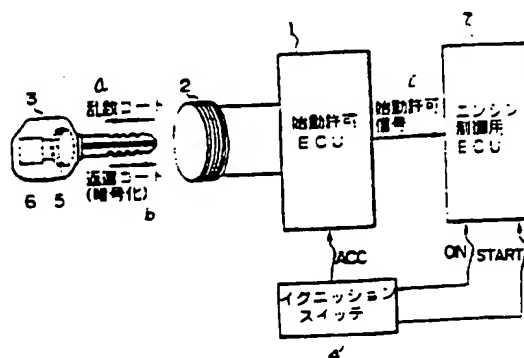 1
7
3
a
乱数コード
2
始動許可
ECU
c
始動許可
信号
エンジン
制御用
ECU
返還コード
(暗号化)
b
6
5
ACC
ON
START
イグニッション
スイッチ
4